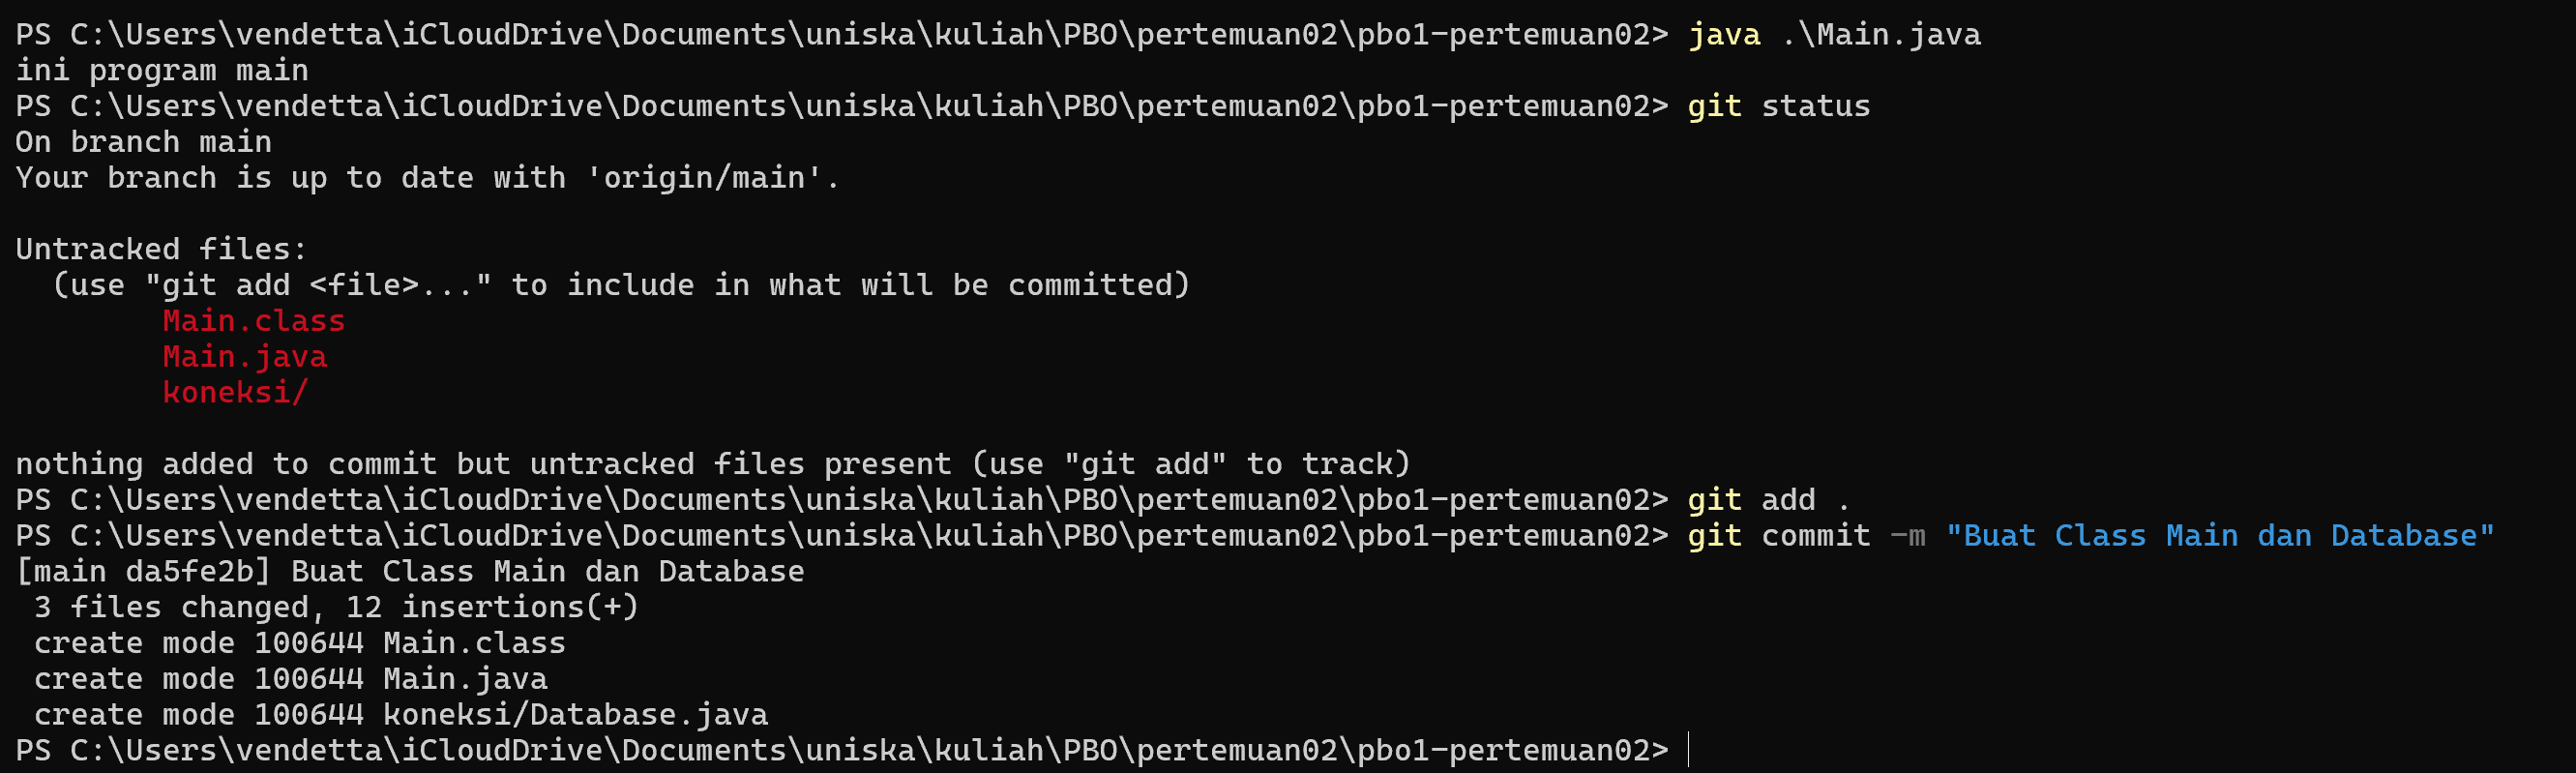 PS C:\Users\vendetta\iCloudDrive\Documents\uniska\kuliah\PBO\pertemuan02\pbo1-pertemuan02> java .\Main.java
ini program main
PS C:\Users\vendetta\iCloudDrive\Documents\uniska\kuliah\PBO\pertemuan02\pbo1-pertemuan02> git status
On branch main
Your branch is up to date with 'origin/main'.

Untracked files:
  (use "git add <file>..." to include in what will be committed)
        Main.class
        Main.java
        koneksi/

nothing added to commit but untracked files present (use "git add" to track)
PS C:\Users\vendetta\iCloudDrive\Documents\uniska\kuliah\PBO\pertemuan02\pbo1-pertemuan02> git add .
PS C:\Users\vendetta\iCloudDrive\Documents\uniska\kuliah\PBO\pertemuan02\pbo1-pertemuan02> git commit -m "Buat Class Main dan Database"
[main da5fe2b] Buat Class Main dan Database
 3 files changed, 12 insertions(+)
 create mode 100644 Main.class
 create mode 100644 Main.java
 create mode 100644 koneksi/Database.java
PS C:\Users\vendetta\iCloudDrive\Documents\uniska\kuliah\PBO\pertemuan02\pbo1-pertemuan02>